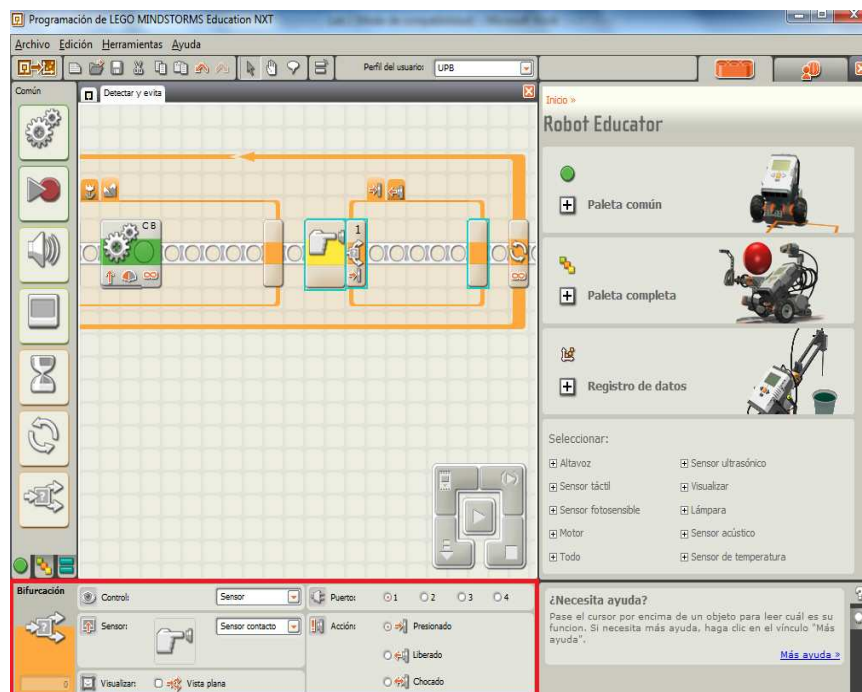 Programación de LEGO MINDSTORMS Education NXT
Archivo Edición Herramientas Ayuda
Perfil del usuario: UPB
Común
Detectar y evita
C B
1
Inicio »
Robot Educator
Paleta común
Paleta completa
Registro de datos
Seleccionar:
Altavoz
Sensor ultrasónico
Sensor táctil
Visualizar
Sensor fotosensible
Lámpara
Motor
Sensor acústico
Todo
Sensor de temperatura
Bifurcación
Control: Sensor
Puerto: 1 2 3 4
Sensor: Sensor contacto
Acción: Presionado
Liberado
Chocado
Visualizar: Vista plana
0
¿Necesita ayuda?
Pase el cursor por encima de un objeto para leer cuál es su
funcion. Si necesita más ayuda, haga clic en el vínculo "Más
ayuda".
Más ayuda »